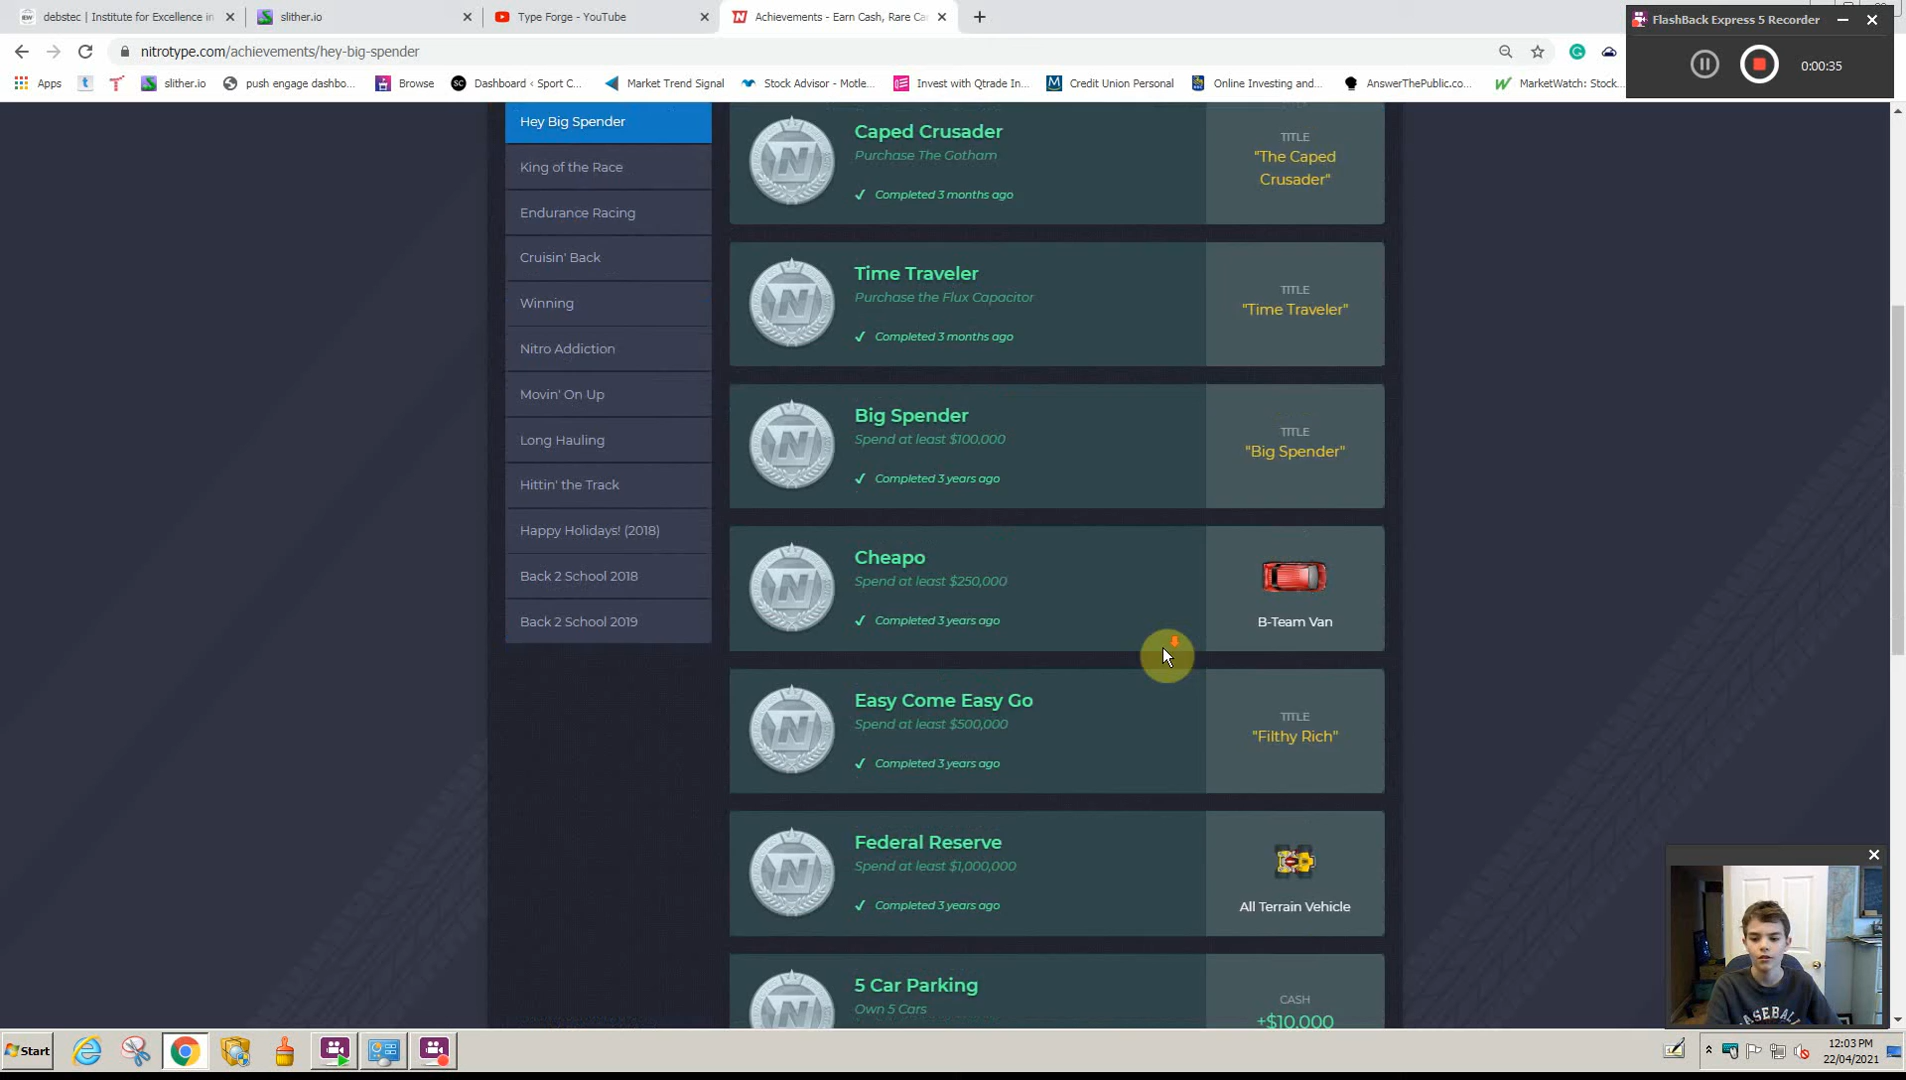 debstec | Institute for Excellence in
slither.io
Type Forge - YouTube
Achievements - Earn Cash, Rare Ca
FlashBack Express 5 Recorder
nitrotype.com/achievements/hey-big-spender
0:00:35
Apps
slither.io
push engage dashbo...
Browse
Dashboard ‹ Sport C...
Market Trend Signal
Stock Advisor - Motle...
Invest with Qtrade In...
Credit Union Personal
Online Investing and...
AnswerThePublic.co...
MarketWatch: Stock...
Hey Big Spender
King of the Race
Endurance Racing
Cruisin' Back
Winning
Nitro Addiction
Movin' On Up
Long Hauling
Hittin' the Track
Happy Holidays! (2018)
Back 2 School 2018
Back 2 School 2019
Caped Crusader
Purchase The Gotham
Completed 3 months ago
TITLE
"The Caped
Crusader"
Time Traveler
Purchase the Flux Capacitor
Completed 3 months ago
TITLE
"Time Traveler"
Big Spender
Spend at least $100,000
Completed 3 years ago
TITLE
"Big Spender"
Cheapo
Spend at least $250,000
Completed 3 years ago
B-Team Van
Easy Come Easy Go
Spend at least $500,000
Completed 3 years ago
TITLE
"Filthy Rich"
Federal Reserve
Spend at least $1,000,000
Completed 3 years ago
All Terrain Vehicle
5 Car Parking
Own 5 Cars
CASH
+$10,000
BASEBALL
Start
12:03 PM
22/04/2021